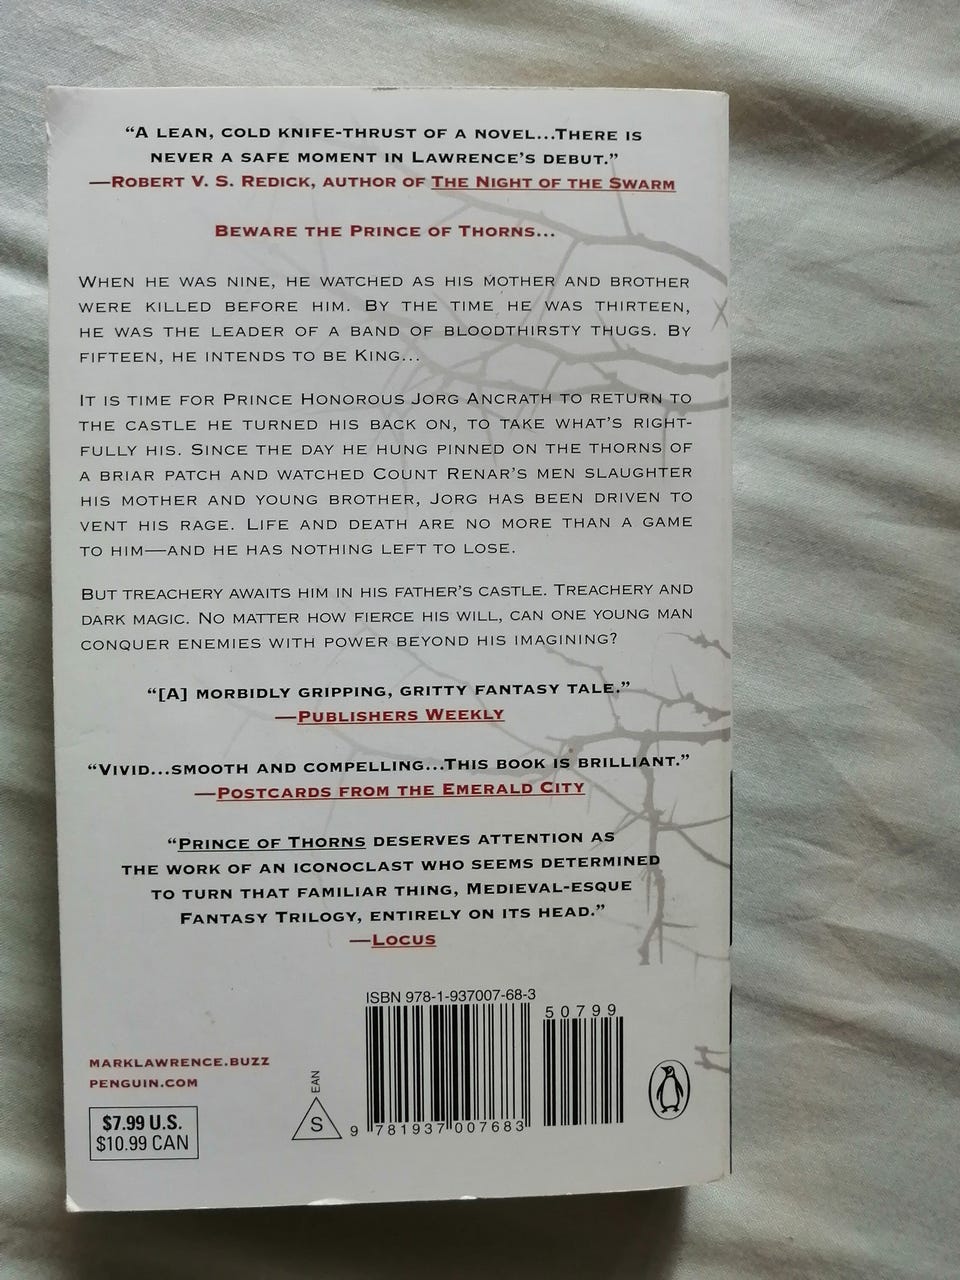 “A LEAN, COLD KNIFE-THRUST OF A NOVEL...THERE IS
NEVER A SAFE MOMENT IN LAWRENCE’S DEBUT.”
—ROBERT V. S. REDICK, AUTHOR OF THE NIGHT OF THE SWARM
BEWARE THE PRINCE OF THORNS...
WHEN HE WAS NINE, HE WATCHED AS HIS MOTHER AND BROTHER
WERE KILLED BEFORE HIM. BY THE TIME HE WAS THIRTEEN,
HE WAS THE LEADER OF A BAND OF BLOODTHIRSTY THUGS. BY
FIFTEEN, HE INTENDS TO BE KING...
IT IS TIME FOR PRINCE HONOROUS JORG ANCRATH TO RETURN TO
THE CASTLE HE TURNED HIS BACK ON, TO TAKE WHAT’S RIGHT-
FULLY HIS. SINCE THE DAY HE HUNG PINNED ON THE THORNS OF
A BRIAR PATCH AND WATCHED COUNT RENAR’S MEN SLAUGHTER
HIS MOTHER AND YOUNG BROTHER, JORG HAS BEEN DRIVEN TO
VENT HIS RAGE. LIFE AND DEATH ARE NO MORE THAN A GAME
TO HIM—AND HE HAS NOTHING LEFT TO LOSE.
BUT TREACHERY AWAITS HIM IN HIS FATHER’S CASTLE. TREACHERY AND
DARK MAGIC. NO MATTER HOW FIERCE HIS WILL, CAN ONE YOUNG MAN
CONQUER ENEMIES WITH POWER BEYOND HIS IMAGINING?
“[A] MORBIDLY GRIPPING, GRITTY FANTASY TALE.”
—PUBLISHERS WEEKLY
“VIVID...SMOOTH AND COMPELLING...THIS BOOK IS BRILLIANT.”
—POSTCARDS FROM THE EMERALD CITY
“PRINCE OF THORNS DESERVES ATTENTION AS
THE WORK OF AN ICONOCLAST WHO SEEMS DETERMINED
TO TURN THAT FAMILIAR THING, MEDIEVAL-ESQUE
FANTASY TRILOGY, ENTIRELY ON ITS HEAD.”
—LOCUS
ISBN 978-1-937007-68-3
50799
MARKLAWRENCE.BUZZ
PENGUIN.COM
$7.99 U.S.
$10.99 CAN
EAN
S
9 781937 007683